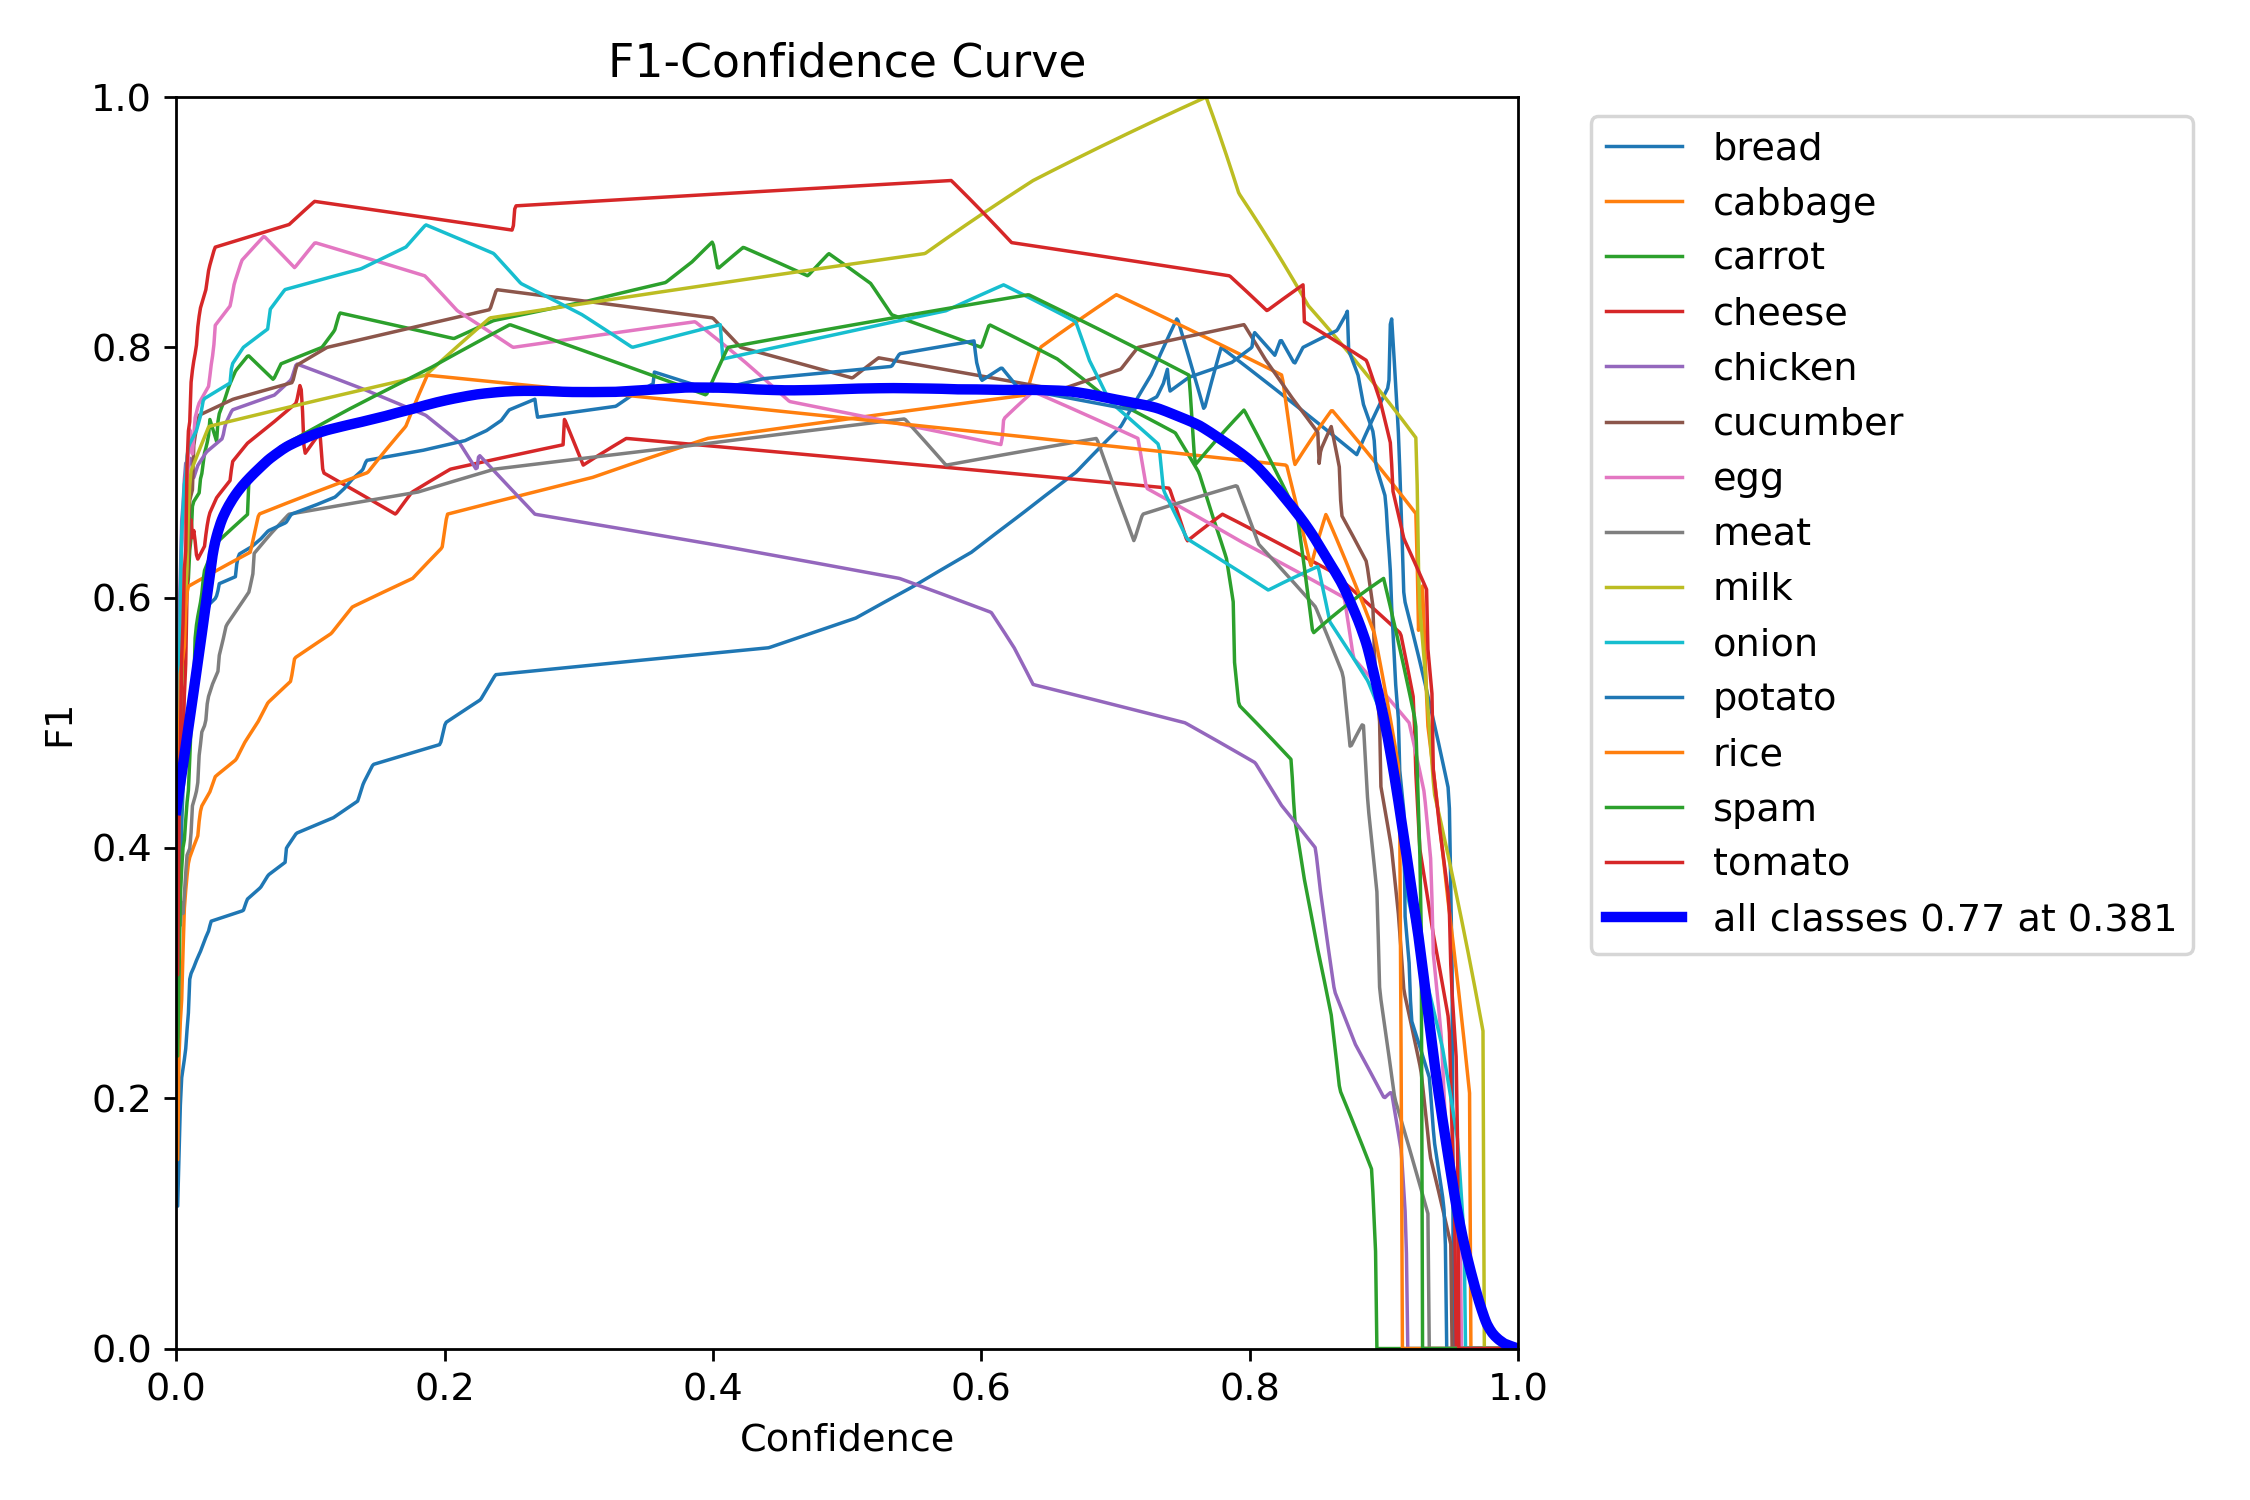 F1-Confidence Curve
1.0
0.8
0.6
0.4
0.2
0.0
F1
0.0 0.2 0.4 0.6 0.8 1.0
Confidence
bread
cabbage
carrot
cheese
chicken
cucumber
egg
meat
milk
onion
potato
rice
spam
tomato
all classes 0.77 at 0.381